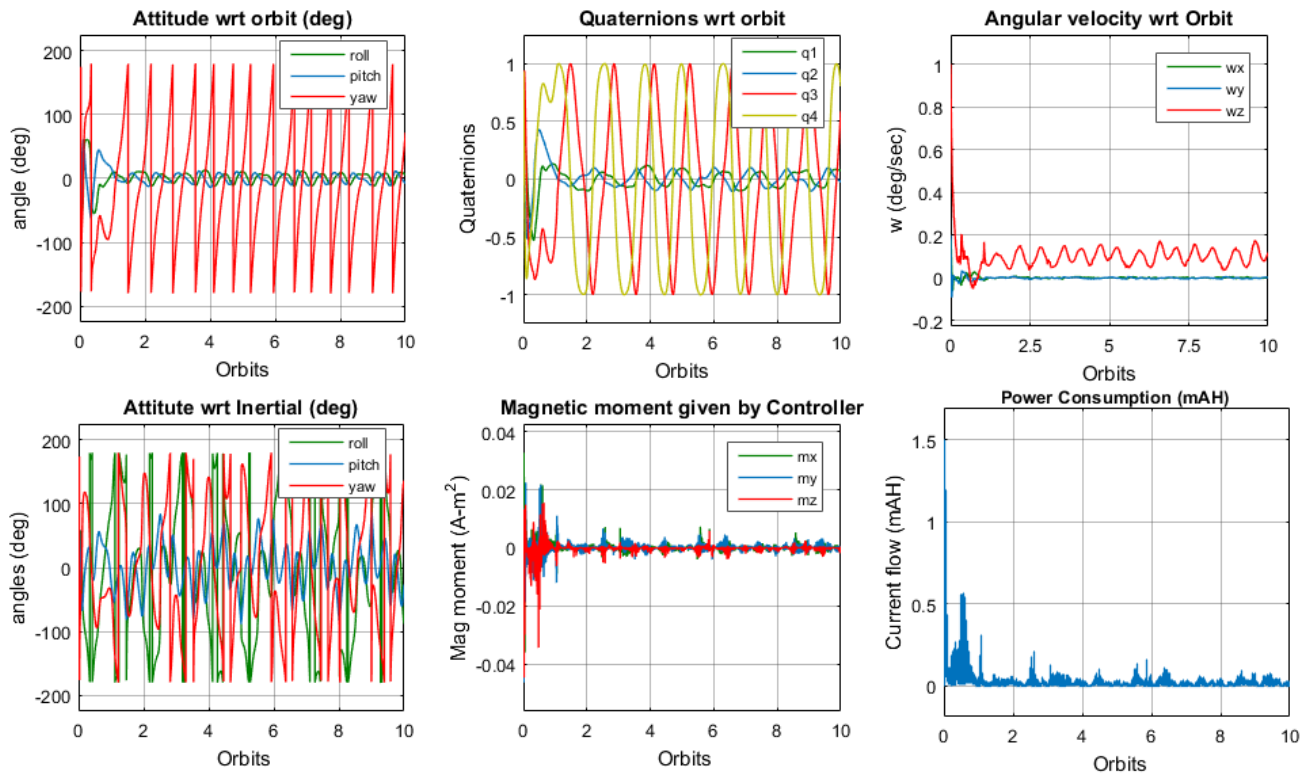 Attitude wrt orbit (deg)
200
100
0
-100
-200
0
2
4
6
8
10
angle (deg)
Orbits
roll
pitch
yaw
Quaternions wrt orbit
1
0.5
0
-0.5
-1
0
2
4
6
8
10
Quaternions
Orbits
q1
q2
q3
q4
Angular velocity wrt Orbit
1
0.8
0.6
0.4
0.2
0
-0.2
0
2.5
5
7.5
10
w (deg/sec)
Orbits
wx
wy
wz
Attitute wrt Inertial (deg)
200
100
0
-100
-200
0
2
4
6
8
10
angles (deg)
Orbits
roll
pitch
yaw
Magnetic moment given by Controller
0.04
0.02
0
-0.02
-0.04
0
2
4
6
8
10
Mag moment (A-m²)
Orbits
mx
my
mz
Power Consumption (mAH)
1.5
1
0.5
0
0
2
4
6
8
10
Current flow (mAH)
Orbits